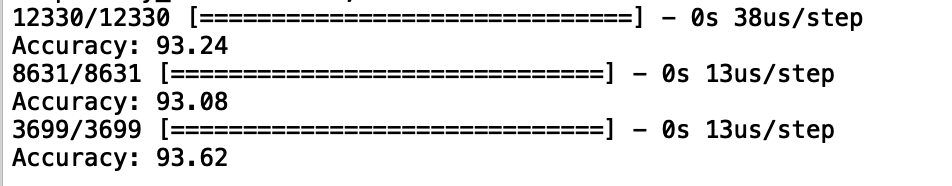 12330/12330 [==============================] - 0s 38us/step
Accuracy: 93.24
8631/8631 [==============================] - 0s 13us/step
Accuracy: 93.08
3699/3699 [==============================] - 0s 13us/step
Accuracy: 93.62